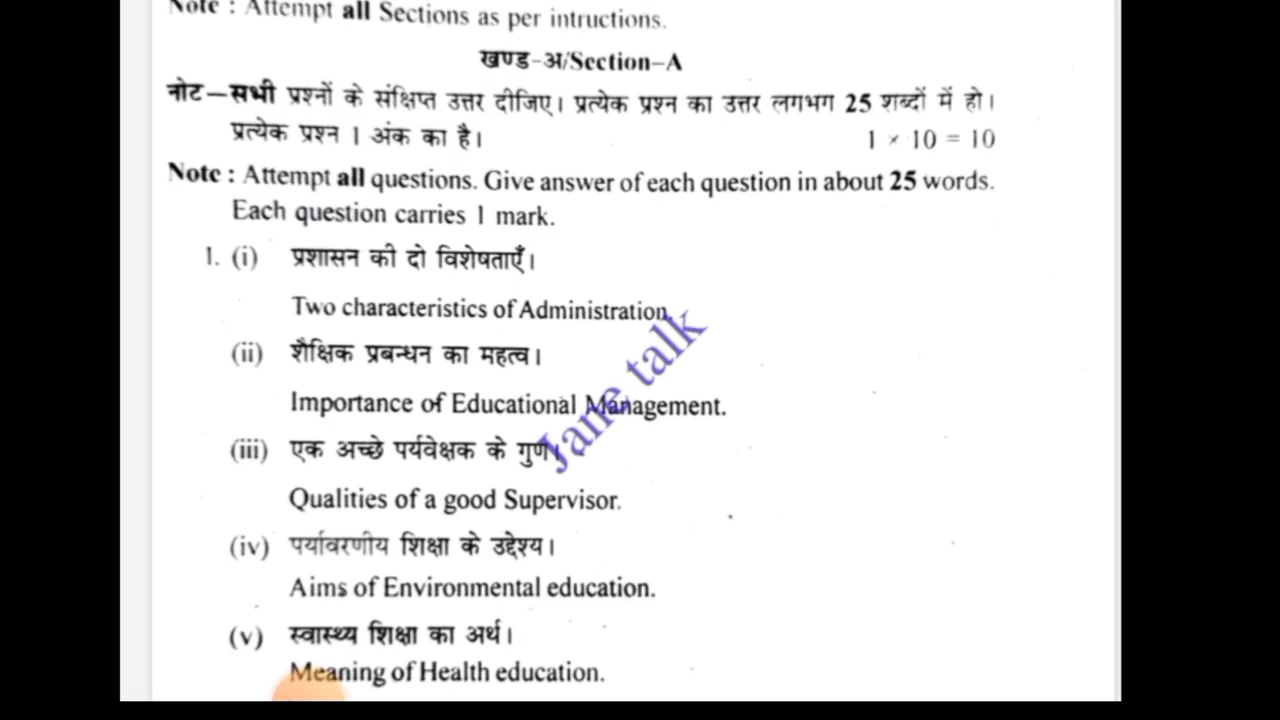 Note : Attempt all Sections as per intructions.
खण्ड-अ/Section-A
नोट—सभी प्रश्नों के संक्षिप्त उत्तर दीजिए। प्रत्येक प्रश्न का उत्तर लगभग 25 शब्दों में हो।
प्रत्येक प्रश्न 1 अंक का है। 1 × 10 = 10
Note : Attempt all questions. Give answer of each question in about 25 words.
Each question carries 1 mark.
1. (i) प्रशासन की दो विशेषताएँ।
Two characteristics of Administration.
(ii) शैक्षिक प्रबन्धन का महत्व।
Importance of Educational Management.
(iii) एक अच्छे पर्यवेक्षक के गुण।
Qualities of a good Supervisor.
(iv) पर्यावरणीय शिक्षा के उद्देश्य।
Aims of Environmental education.
(v) स्वास्थ्य शिक्षा का अर्थ।
Meaning of Health education.
Jane talk